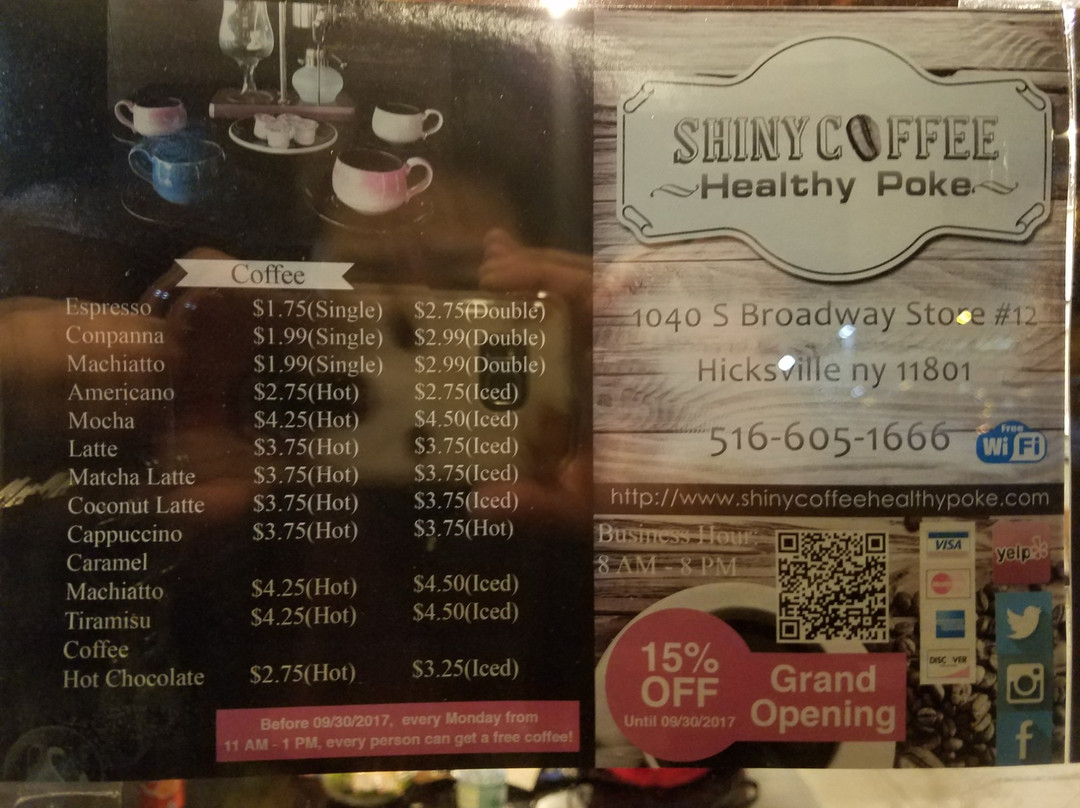 Coffee
Espresso $1.75(Single) $2.75(Double)
Conpanna $1.99(Single) $2.99(Double)
Machiatto $1.99(Single) $2.99(Double)
Americano $2.75(Hot) $2.75(Iced)
Mocha $4.25(Hot) $4.50(Iced)
Latte $3.75(Hot) $3.75(Iced)
Matcha Latte $3.75(Hot) $3.75(Iced)
Coconut Latte $3.75(Hot) $3.75(Iced)
Cappuccino $3.75(Hot) $3.75(Hot)
Caramel
Machiatto $4.25(Hot) $4.50(Iced)
Tiramisu $4.25(Hot) $4.50(Iced)
Coffee
Hot Chocolate $2.75(Hot) $3.25(Iced)
Before 09/30/2017, every Monday from
11 AM - 1 PM, every person can get a free coffee!
SHINY COFFEE
Healthy Poke
1040 S Broadway Store #12
Hicksville ny 11801
516-605-1666
Free
Wi Fi
http://www.shinycoffeehealthypoke.com
Business Hour:
8 AM - 8 PM
VISA
yelp
DISCOVER
15%
OFF
Until 09/30/2017
Grand
Opening